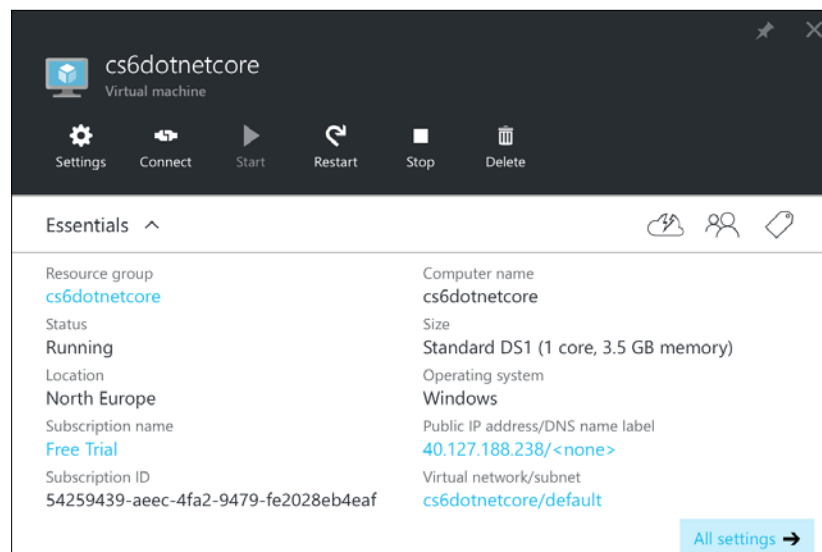 cs6dotnetcore
Virtual machine
Settings Connect Start Restart Stop Delete
Essentials
Resource group
cs6dotnetcore
Status
Running
Location
North Europe
Subscription name
Free Trial
Subscription ID
54259439-aeec-4fa2-9479-fe2028eb4eaf
Computer name
cs6dotnetcore
Size
Standard DS1 (1 core, 3.5 GB memory)
Operating system
Windows
Public IP address/DNS name label
40.127.188.238/<none>
Virtual network/subnet
cs6dotnetcore/default
All settings →